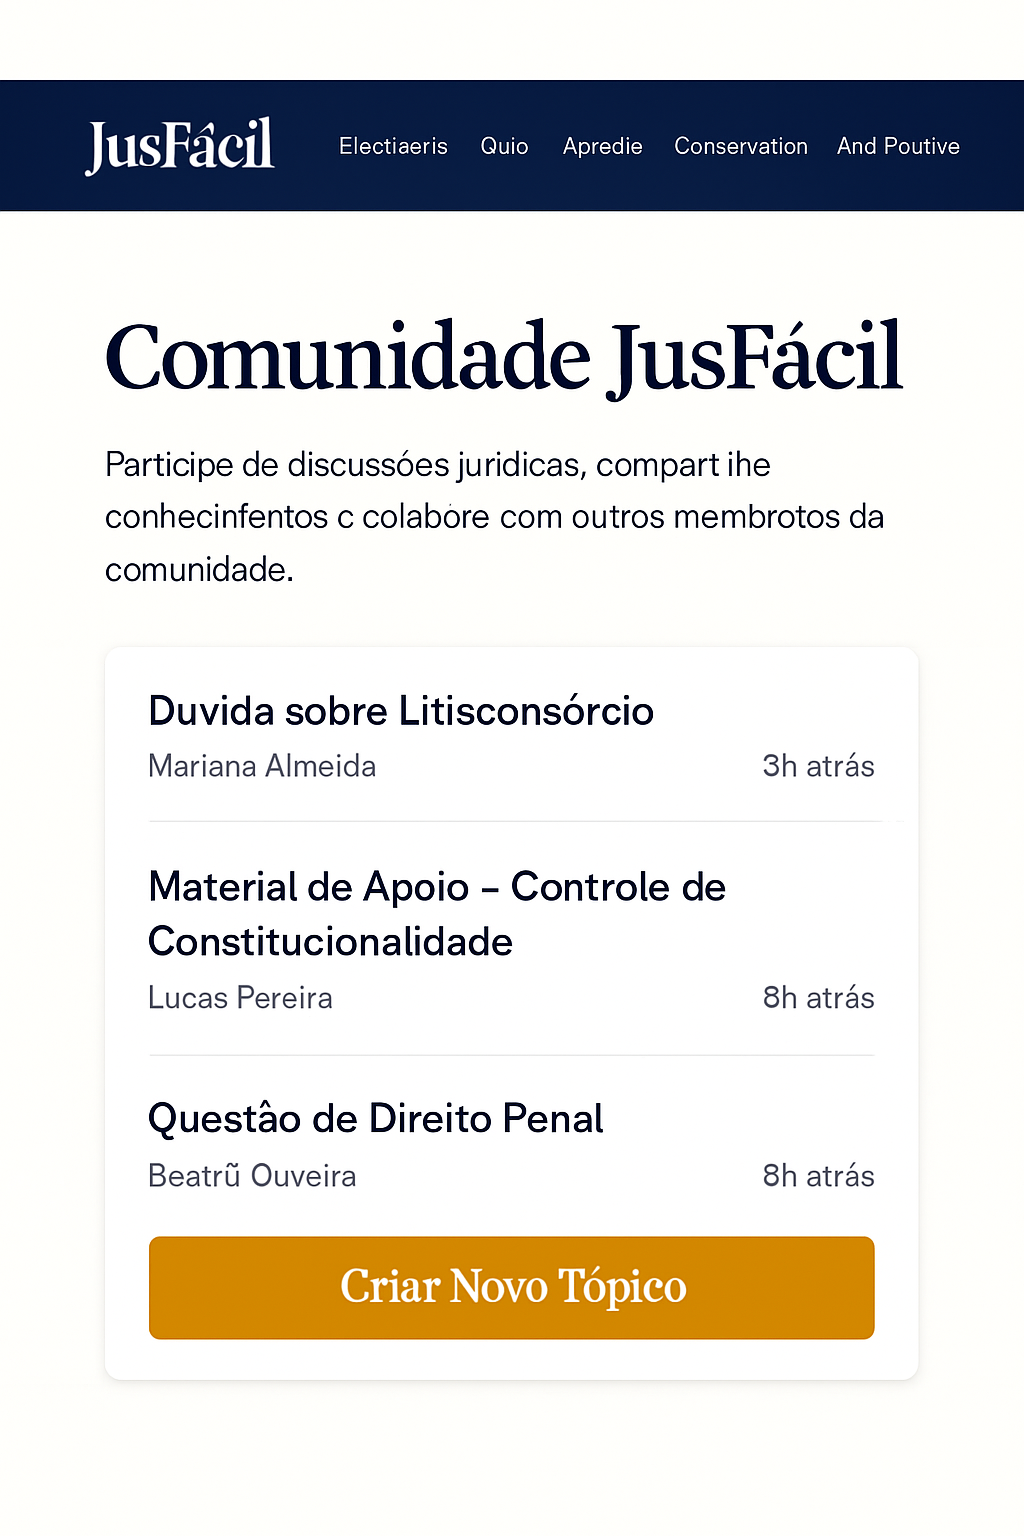 JusFácil
Electiaeris Quio Apredie Conservation And Poutive
Comunidade JusFácil
Participe de discussóes juridicas, compart ihe
conhecinfentos c colabore com outros membrotos da
comunidade.
Duvida sobre Litisconsórcio
Mariana Almeida 3h atrás
Material de Apoio – Controle de
Constitucionalidade
Lucas Pereira 8h atrás
Questâo de Direito Penal
Beatrũ Ouveira 8h atrás
Criar Novo Tópico